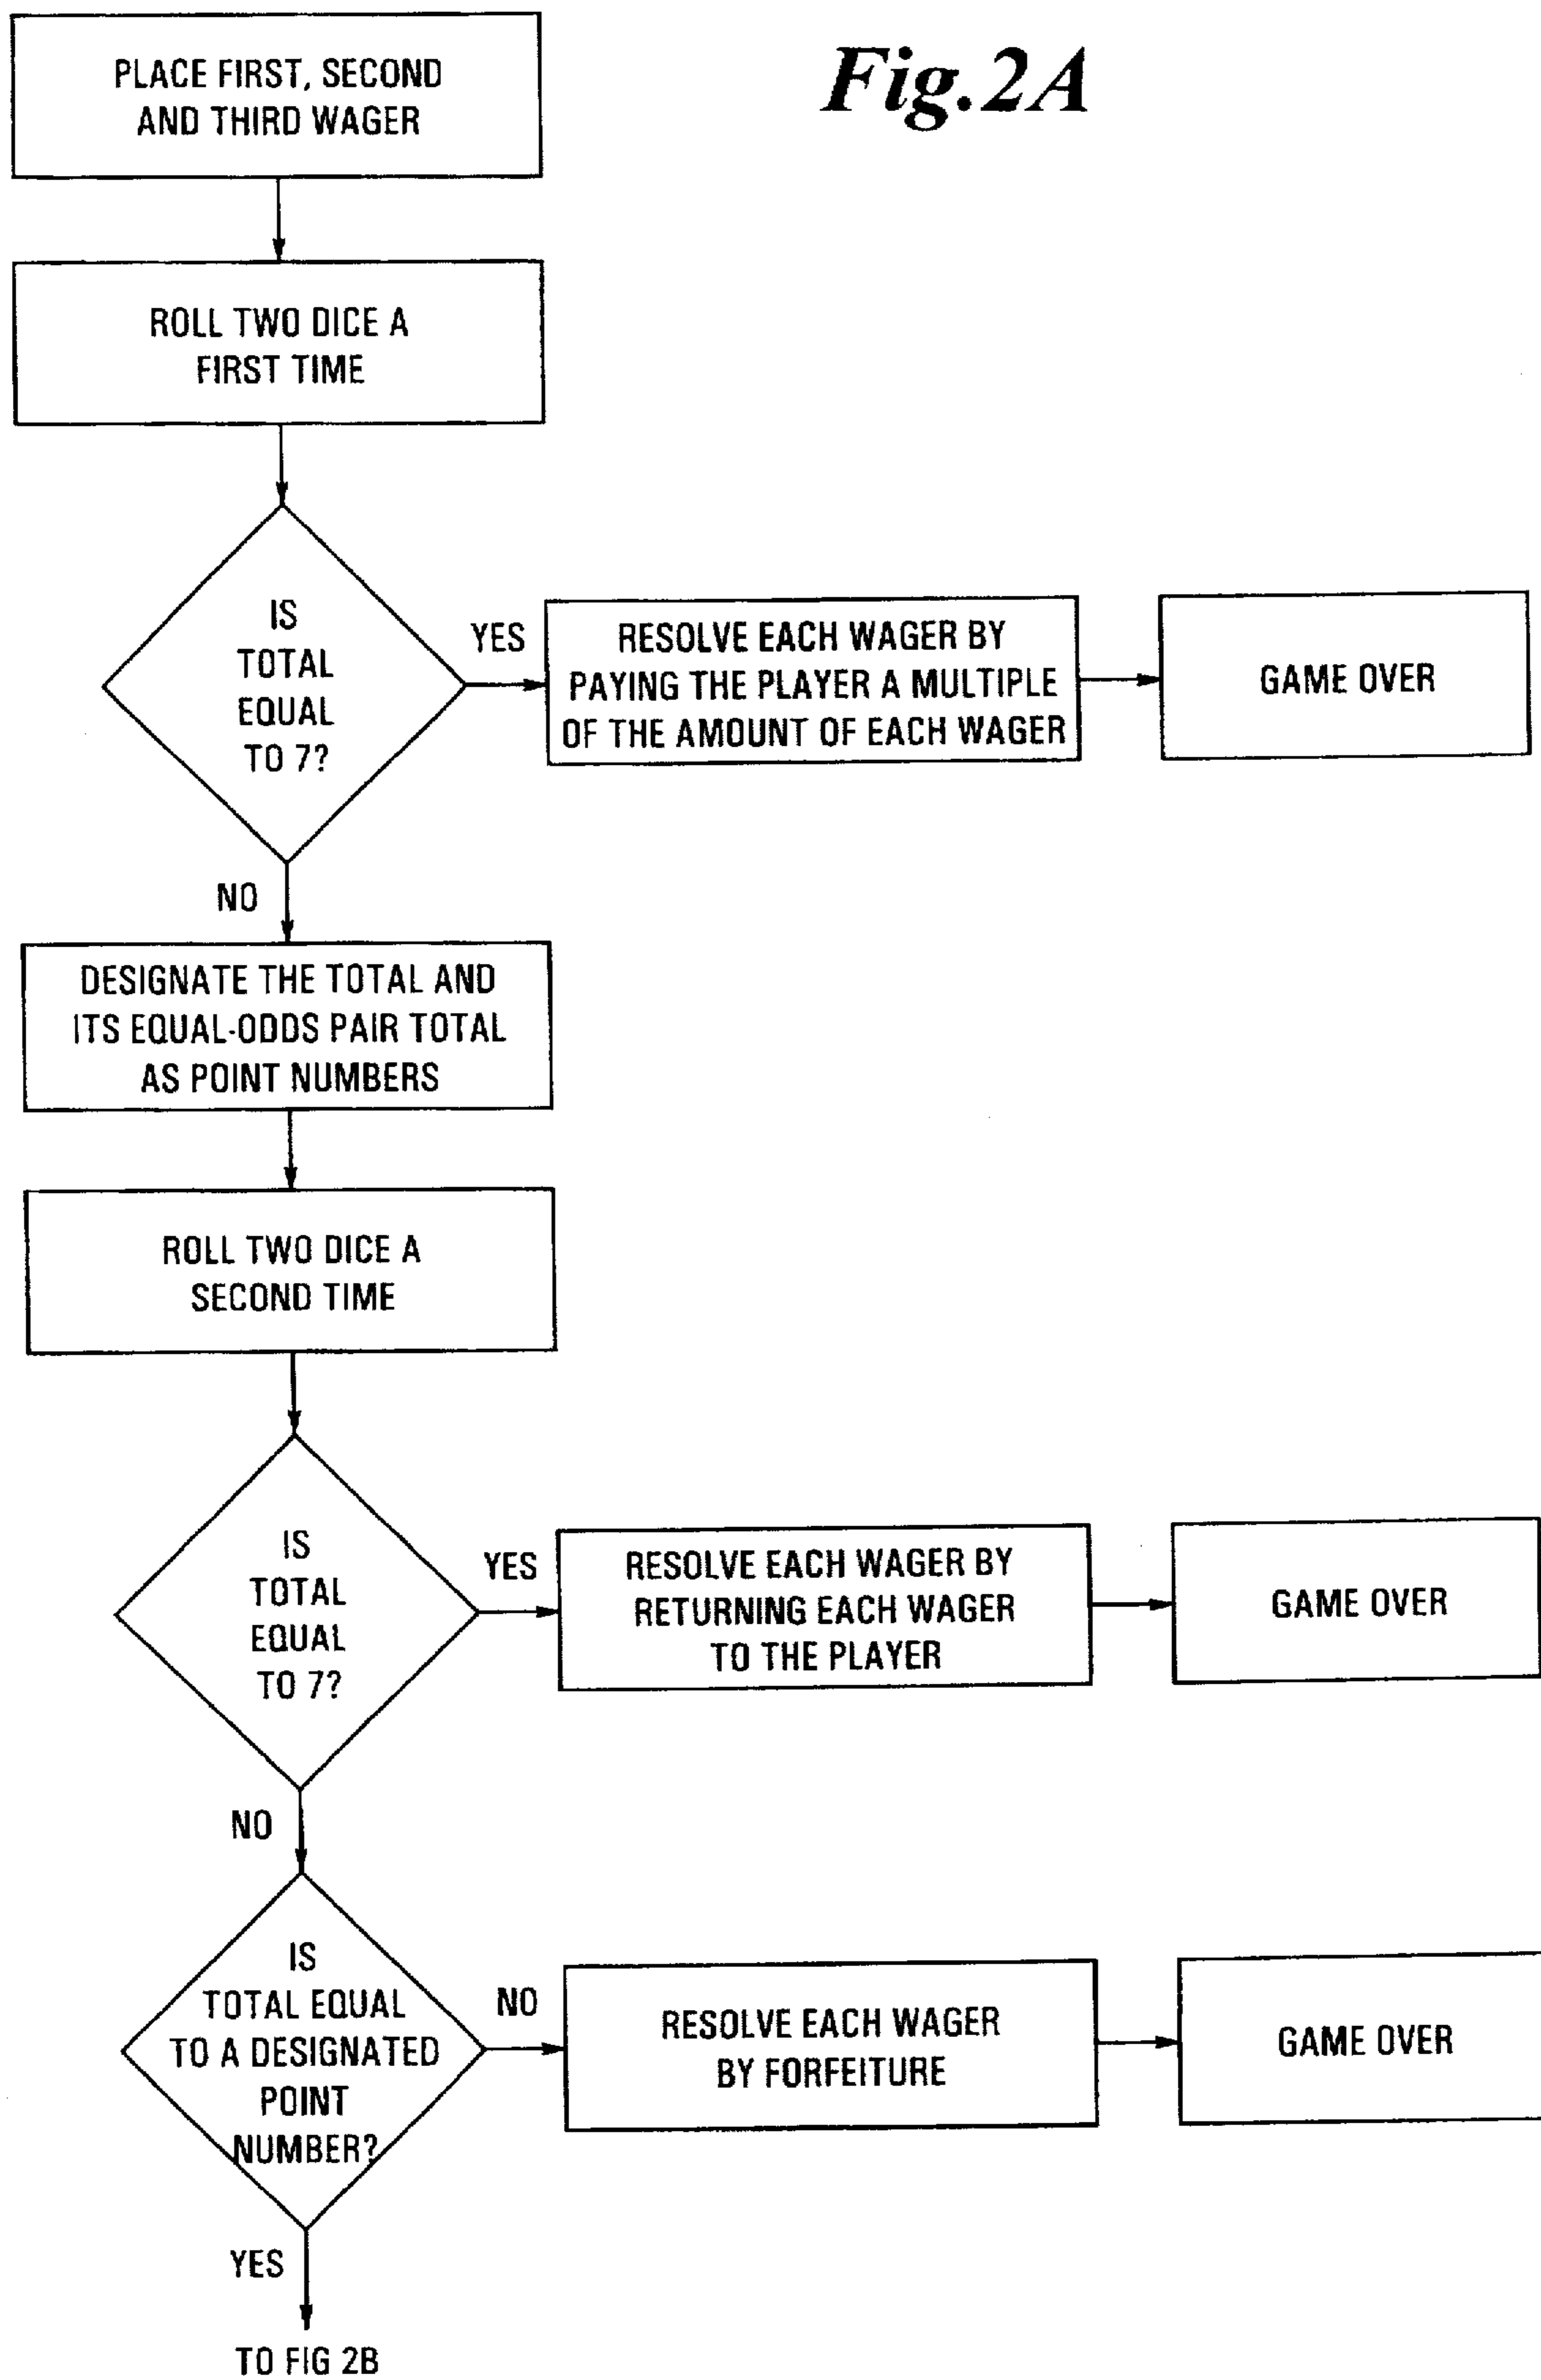 Fig.2A
PLACE FIRST, SECOND
AND THIRD WAGER
ROLL TWO DICE A
FIRST TIME
IS
TOTAL
EQUAL
TO 7?
YES
RESOLVE EACH WAGER BY
PAYING THE PLAYER A MULTIPLE
OF THE AMOUNT OF EACH WAGER
GAME OVER
NO
DESIGNATE THE TOTAL AND
ITS EQUAL-ODDS PAIR TOTAL
AS POINT NUMBERS
ROLL TWO DICE A
SECOND TIME
IS
TOTAL
EQUAL
TO 7?
YES
RESOLVE EACH WAGER BY
RETURNING EACH WAGER
TO THE PLAYER
GAME OVER
NO
IS
TOTAL EQUAL
TO A DESIGNATED
POINT
NUMBER?
NO
RESOLVE EACH WAGER
BY FORFEITURE
GAME OVER
YES
TO FIG 2B